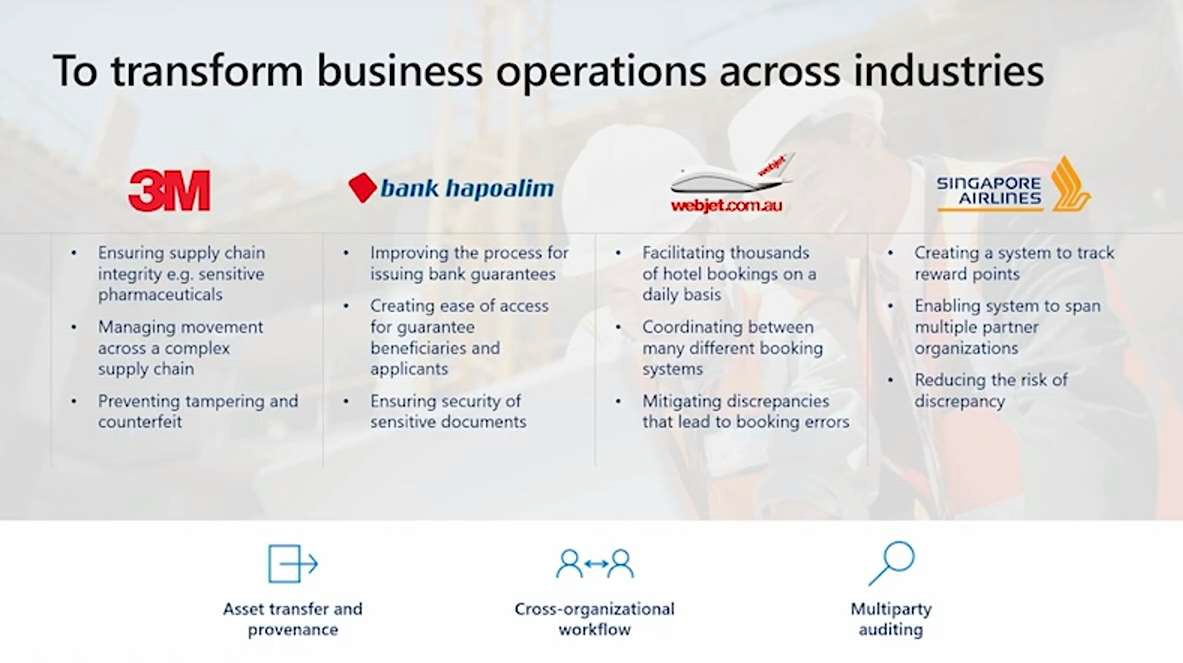 To transform business operations across industries
3M
bank hapoalim
webjet
webjet.com.au
SINGAPORE
AIRLINES
• Ensuring supply chain
integrity e.g. sensitive
pharmaceuticals
• Managing movement
across a complex
supply chain
• Preventing tampering and
counterfeit
• Improving the process for
issuing bank guarantees
• Creating ease of access
for guarantee
beneficiaries and
applicants
• Ensuring security of
sensitive documents
• Facilitating thousands
of hotel bookings on a
daily basis
• Coordinating between
many different booking
systems
• Mitigating discrepancies
that lead to booking errors
• Creating a system to track
reward points
• Enabling system to span
multiple partner
organizations
• Reducing the risk of
discrepancy
Asset transfer and
provenance
Cross-organizational
workflow
Multiparty
auditing